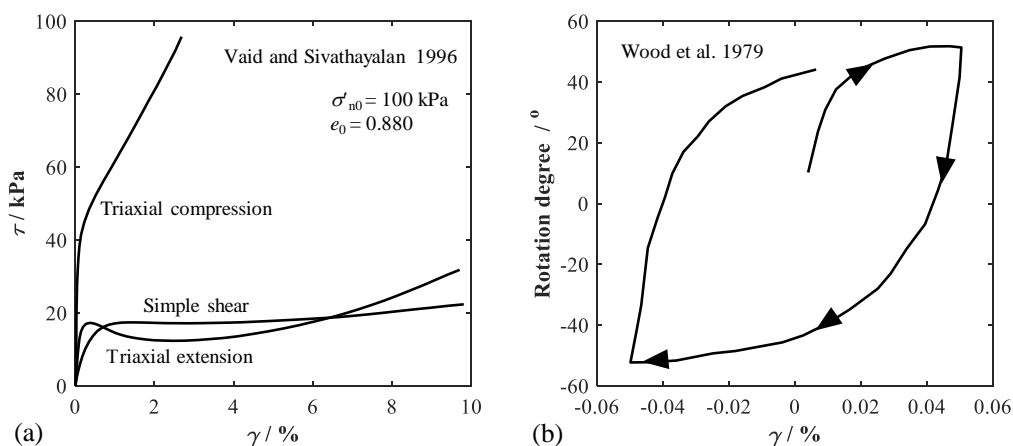 100
80
60
40
20
0
τ / kPa
Vaid and Sivathayalan 1996
σ'n0 = 100 kPa
e0 = 0.880
Triaxial compression
Simple shear
Triaxial extension
0 2 4 6 8 10
(a)
γ / %
60
40
20
0
-20
-40
-60
Rotation degree / °
Wood et al. 1979
-0.06 -0.04 -0.02 0 0.02 0.04 0.06
(b)
γ / %